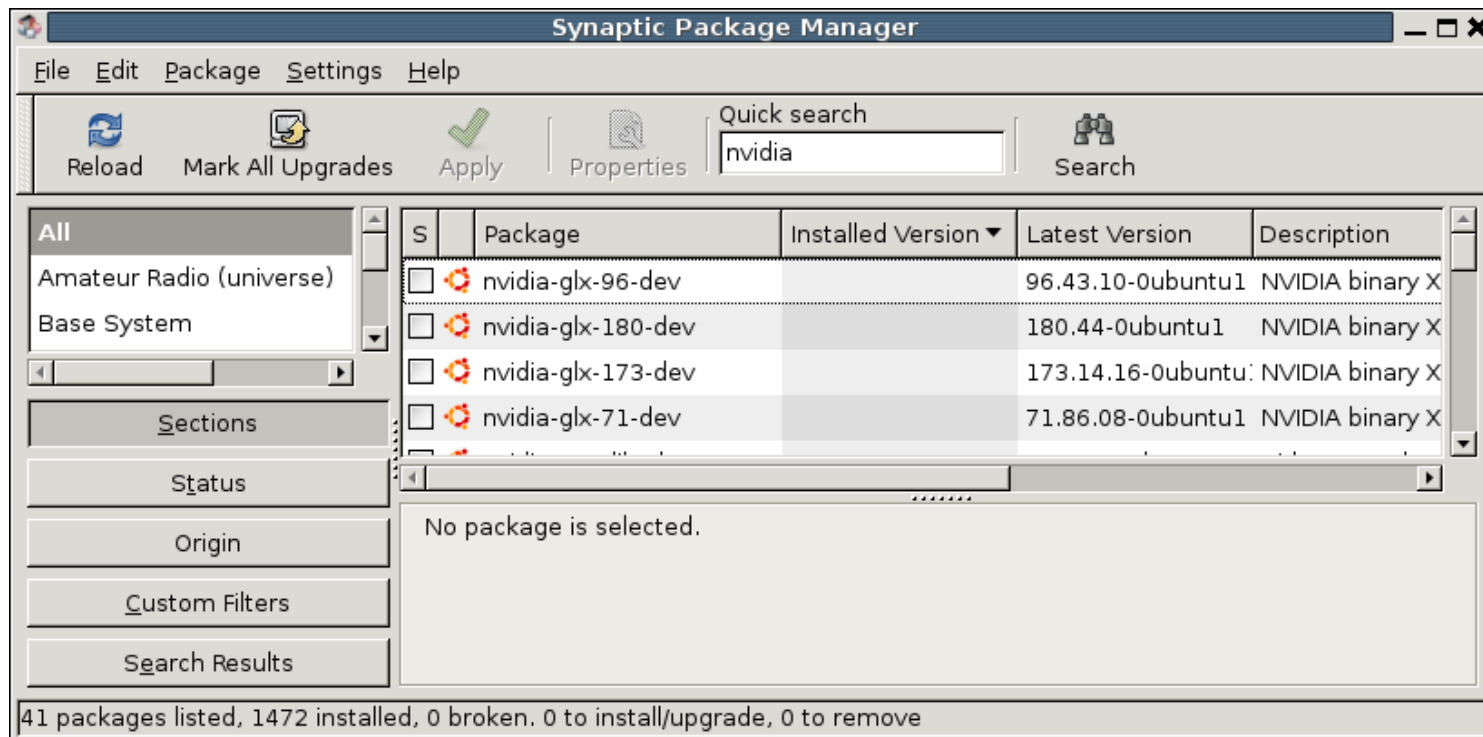 Synaptic Package Manager
File Edit Package Settings Help
Reload Mark All Upgrades Apply Properties Quick search nvidia Search
All
Amateur Radio (universe)
Base System
Sections
Status
Origin
Custom Filters
Search Results
S Package Installed Version Latest Version Description
nvidia-glx-96-dev 96.43.10-0ubuntu1 NVIDIA binary X
nvidia-glx-180-dev 180.44-0ubuntu1 NVIDIA binary X
nvidia-glx-173-dev 173.14.16-0ubuntu NVIDIA binary X
nvidia-glx-71-dev 71.86.08-0ubuntu1 NVIDIA binary X
No package is selected.
41 packages listed, 1472 installed, 0 broken. 0 to install/upgrade, 0 to remove